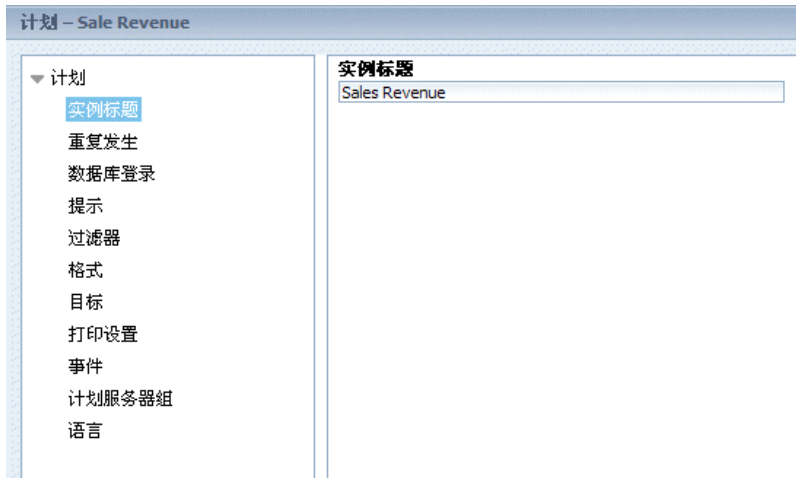 计划 – Sale Revenue
计划
实例标题
重复发生
数据库登录
提示
过滤器
格式
目标
打印设置
事件
计划服务器组
语言
实例标题
Sales Revenue